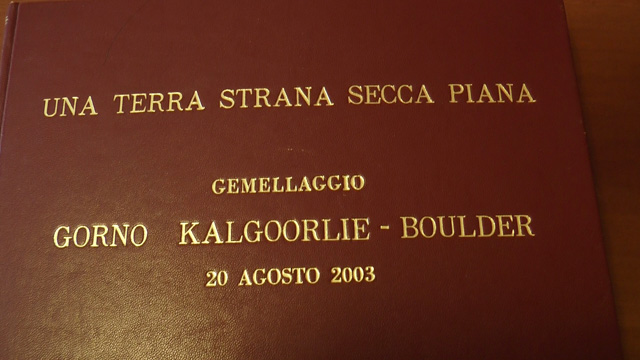 UNA TERRA STRANA SECCA PIANA
GEMELLAGGIO
GORNO KALGOORLIE - BOULDER
20 AGOSTO 2003